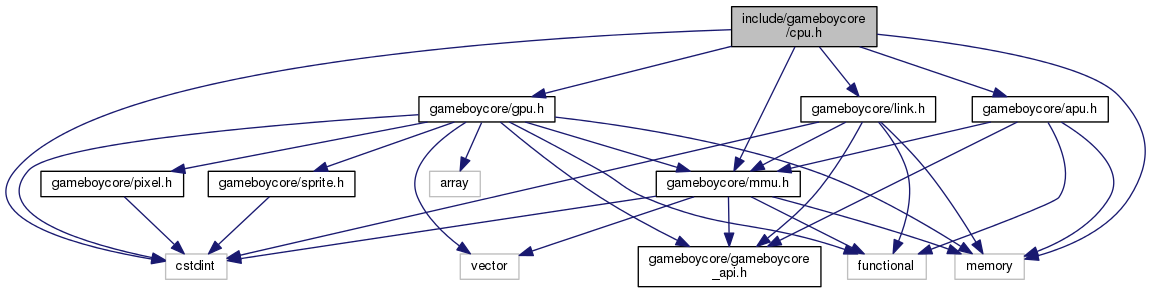 include/gameboycore
/cpu.h
gameboycore/gpu.h
gameboycore/link.h
gameboycore/apu.h
gameboycore/pixel.h
gameboycore/sprite.h
array
gameboycore/mmu.h
cstdint
vector
gameboycore/gameboycore
_api.h
functional
memory